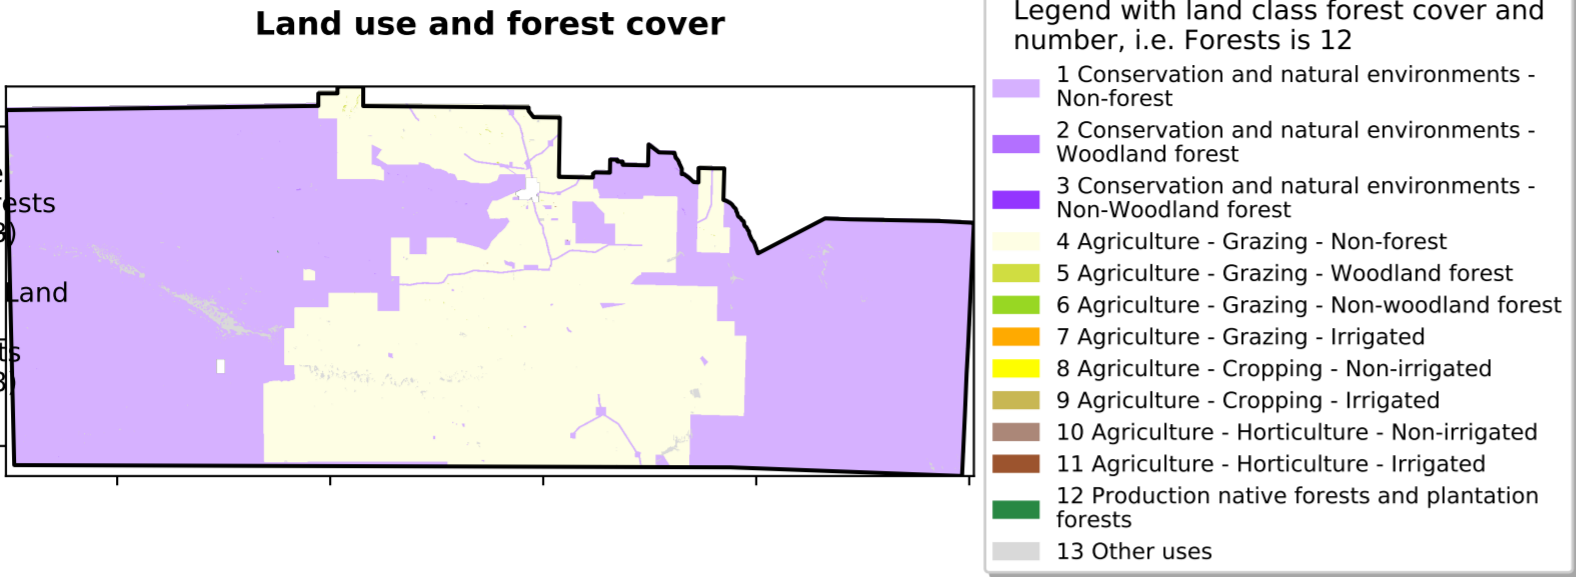 Land use and forest cover
ests
Land
Legend with land class forest cover and
number, i.e. Forests is 12
1 Conservation and natural environments -
Non-forest
2 Conservation and natural environments -
Woodland forest
3 Conservation and natural environments -
Non-Woodland forest
4 Agriculture - Grazing - Non-forest
5 Agriculture - Grazing - Woodland forest
6 Agriculture - Grazing - Non-woodland forest
7 Agriculture - Grazing - Irrigated
8 Agriculture - Cropping - Non-irrigated
9 Agriculture - Cropping - Irrigated
10 Agriculture - Horticulture - Non-irrigated
11 Agriculture - Horticulture - Irrigated
12 Production native forests and plantation
forests
13 Other uses